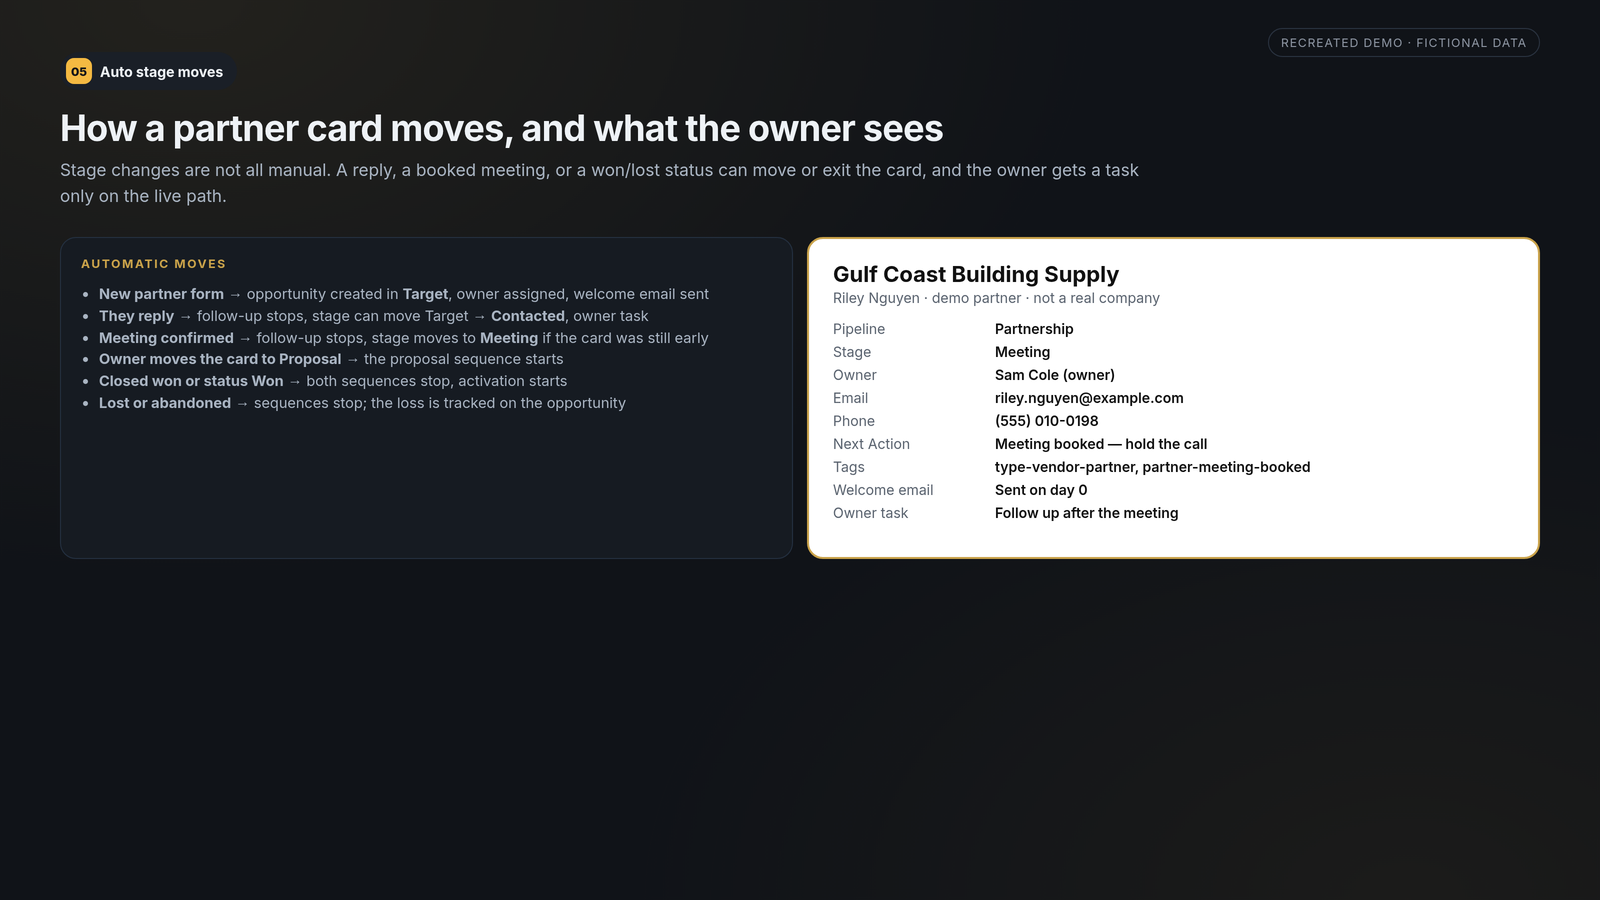 RECREATED DEMO · FICTIONAL DATA
05 Auto stage moves
How a partner card moves, and what the owner sees
Stage changes are not all manual. A reply, a booked meeting, or a won/lost status can move or exit the card, and the owner gets a task
only on the live path.
AUTOMATIC MOVES
• New partner form → opportunity created in Target, owner assigned, welcome email sent
• They reply → follow-up stops, stage can move Target → Contacted, owner task
• Meeting confirmed → follow-up stops, stage moves to Meeting if the card was still early
• Owner moves the card to Proposal → the proposal sequence starts
• Closed won or status Won → both sequences stop, activation starts
• Lost or abandoned → sequences stop; the loss is tracked on the opportunity
Gulf Coast Building Supply
Riley Nguyen · demo partner · not a real company
Pipeline Partnership
Stage Meeting
Owner Sam Cole (owner)
Email riley.nguyen@example.com
Phone (555) 010-0198
Next Action Meeting booked — hold the call
Tags type-vendor-partner, partner-meeting-booked
Welcome email Sent on day 0
Owner task Follow up after the meeting